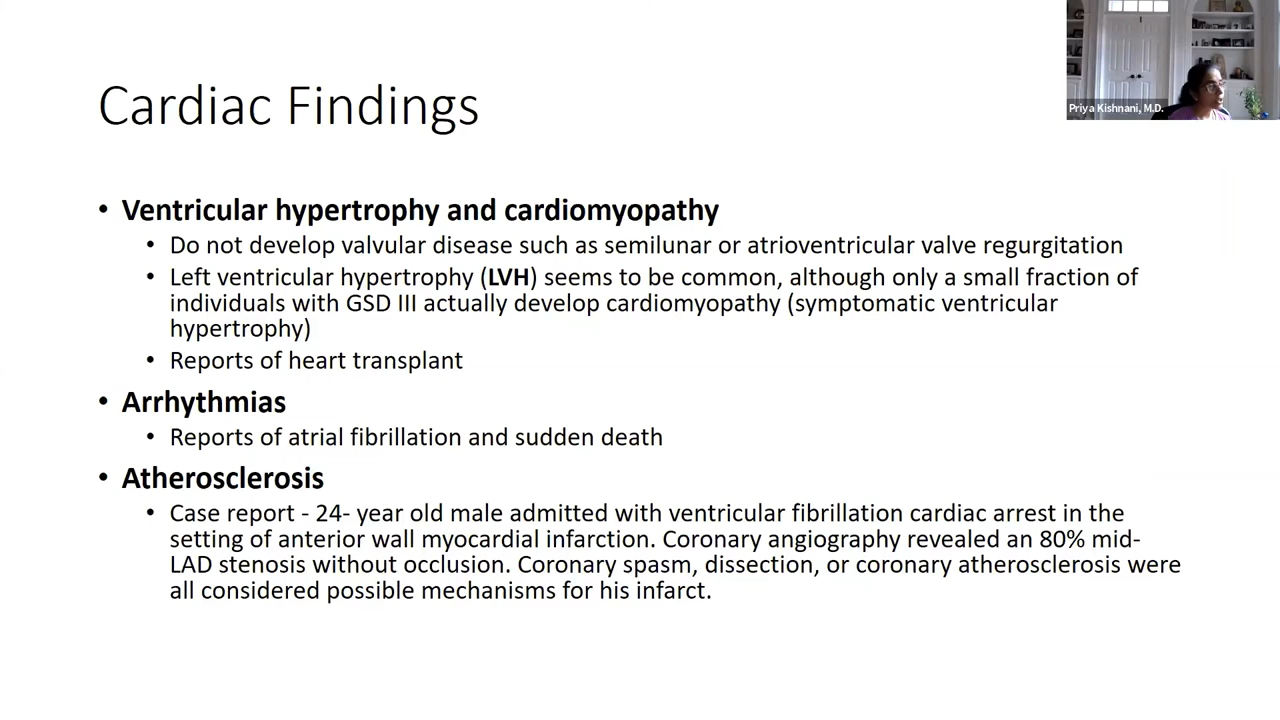 Cardiac Findings
Priya Kishnani, M.D.
• Ventricular hypertrophy and cardiomyopathy
• Do not develop valvular disease such as semilunar or atrioventricular valve regurgitation
• Left ventricular hypertrophy (LVH) seems to be common, although only a small fraction of
individuals with GSD III actually develop cardiomyopathy (symptomatic ventricular
hypertrophy)
• Reports of heart transplant
• Arrhythmias
• Reports of atrial fibrillation and sudden death
• Atherosclerosis
• Case report - 24- year old male admitted with ventricular fibrillation cardiac arrest in the
setting of anterior wall myocardial infarction. Coronary angiography revealed an 80% mid-
LAD stenosis without occlusion. Coronary spasm, dissection, or coronary atherosclerosis were
all considered possible mechanisms for his infarct.